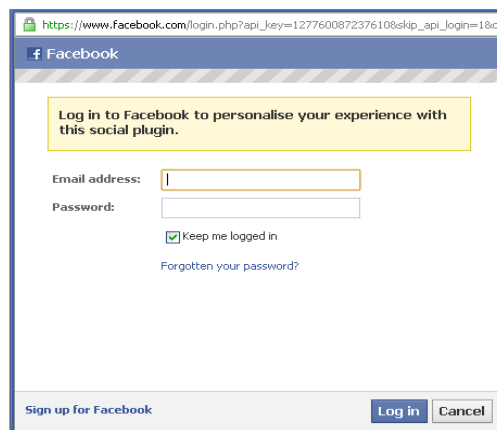 https://www.facebook.com/login.php?api_key=127760087237610&skip_api_login=1&
Facebook
Log in to Facebook to personalise your experience with
this social plugin.
Email address:
Password:
Keep me logged in
Forgotten your password?
Sign up for Facebook
Log in
Cancel